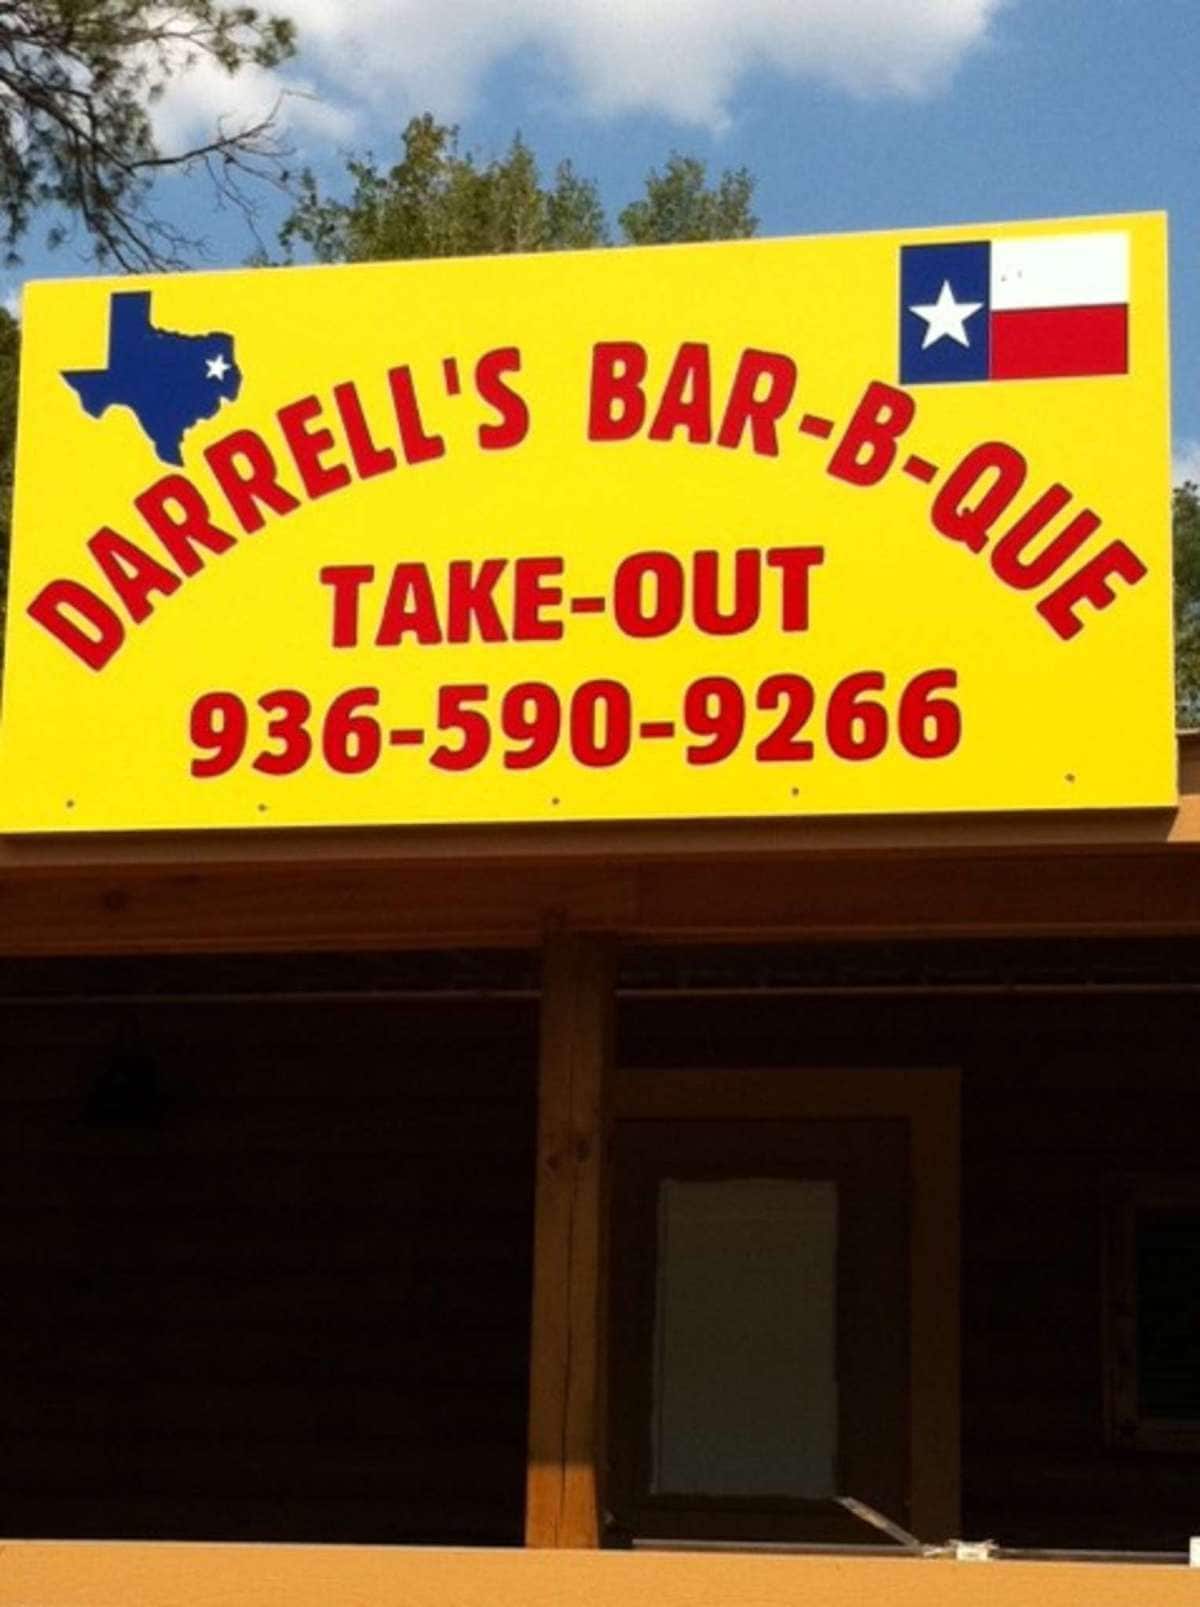 DARRELL'S BAR-B-QUE
TAKE-OUT
936-590-9266